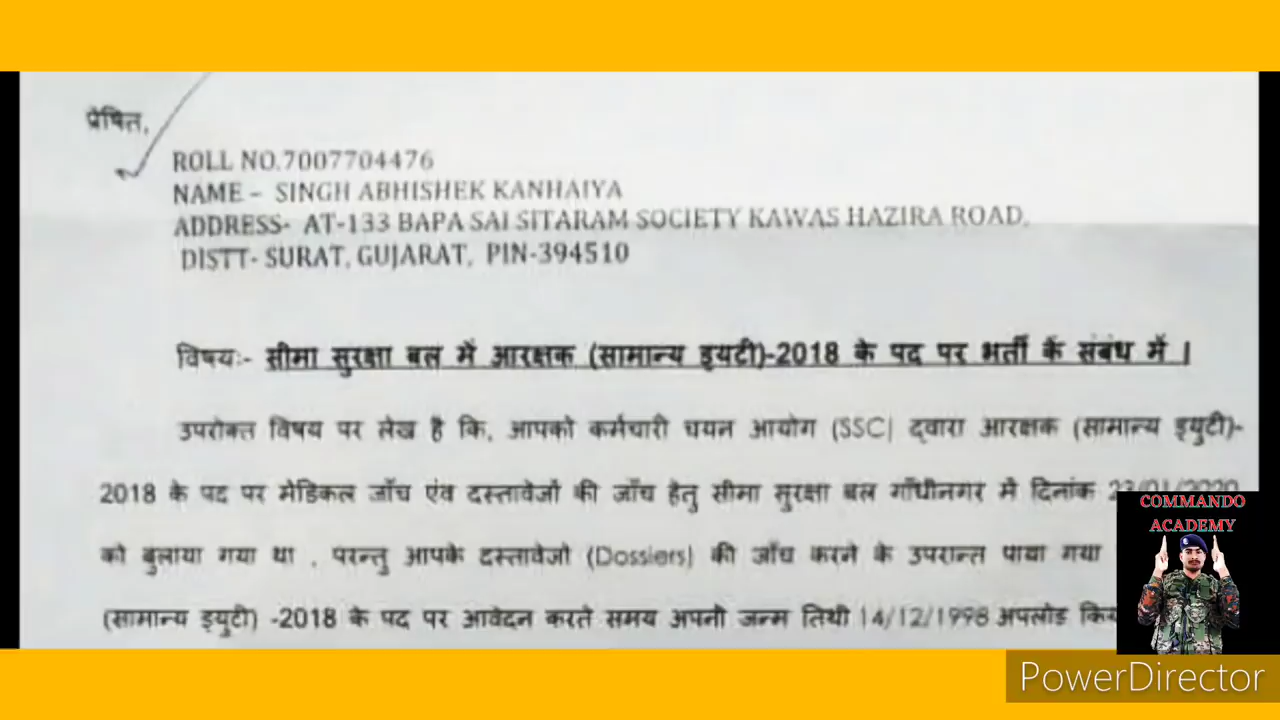 प्रेषित,
ROLL NO.7007704476
NAME – SINGH ABHISHEK KANHAIYA
ADDRESS- AT-133 BAPA SAI SITARAM SOCIETY KAWAS HAZIRA ROAD,
DISTT- SURAT, GUJARAT, PIN-394510
विषयः- सीमा सुरक्षा बल में आरक्षक (सामान्य ड्यूटी)-2018 के पद पर भर्ती के संबंध में ।
उपरोक्त विषय पर लेख है कि, आपको कर्मचारी चयन आयोग (SSC) द्वारा आरक्षक (सामान्य ड्युटी)-
2018 के पद पर मेडिकल जाँच एंव दस्तावेजों की जाँच हेतु सीमा सुरक्षा बल गाँधीनगर मे दिनांक 23/01/2020
को बुलाया गया था , परन्तु आपके दस्तावेजो (Dossiers) की जाँच करने के उपरान्त पाया गया
(सामान्य ड्युटी) -2018 के पद पर आवेदन करते समय अपनी जन्म तिथी 14/12/1998 अपलोड
COMMANDO
ACADEMY
PowerDirector